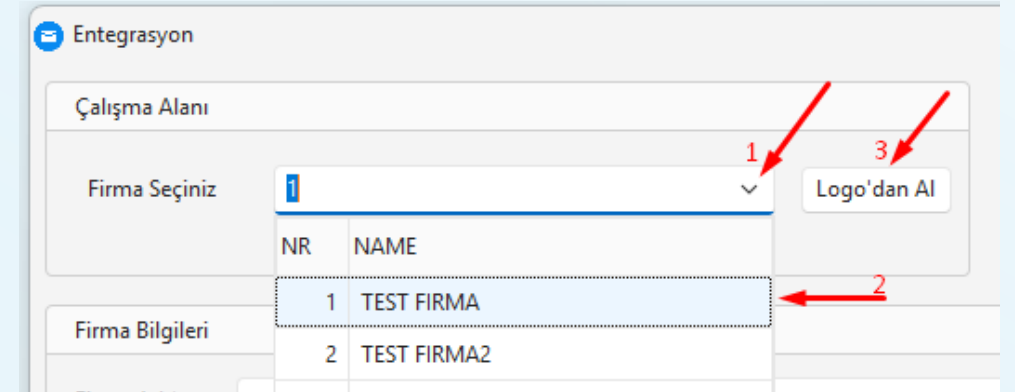 Entegrasyon
Çalışma Alanı
1
3
Firma Seçiniz
1
Logo'dan Al
NR NAME
1 TEST FIRMA
2
Firma Bilgileri
2 TEST FIRMA2